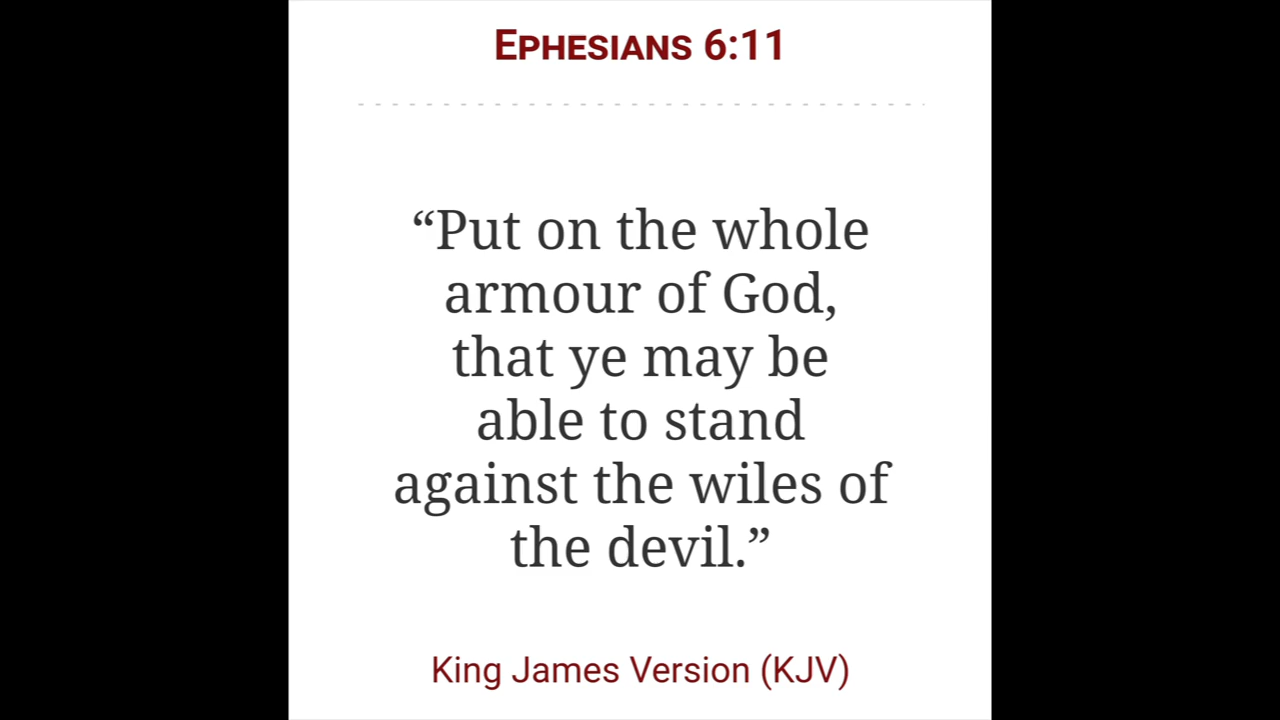 Ephesians 6:11
“Put on the whole
armour of God,
that ye may be
able to stand
against the wiles of
the devil.”
King James Version (KJV)